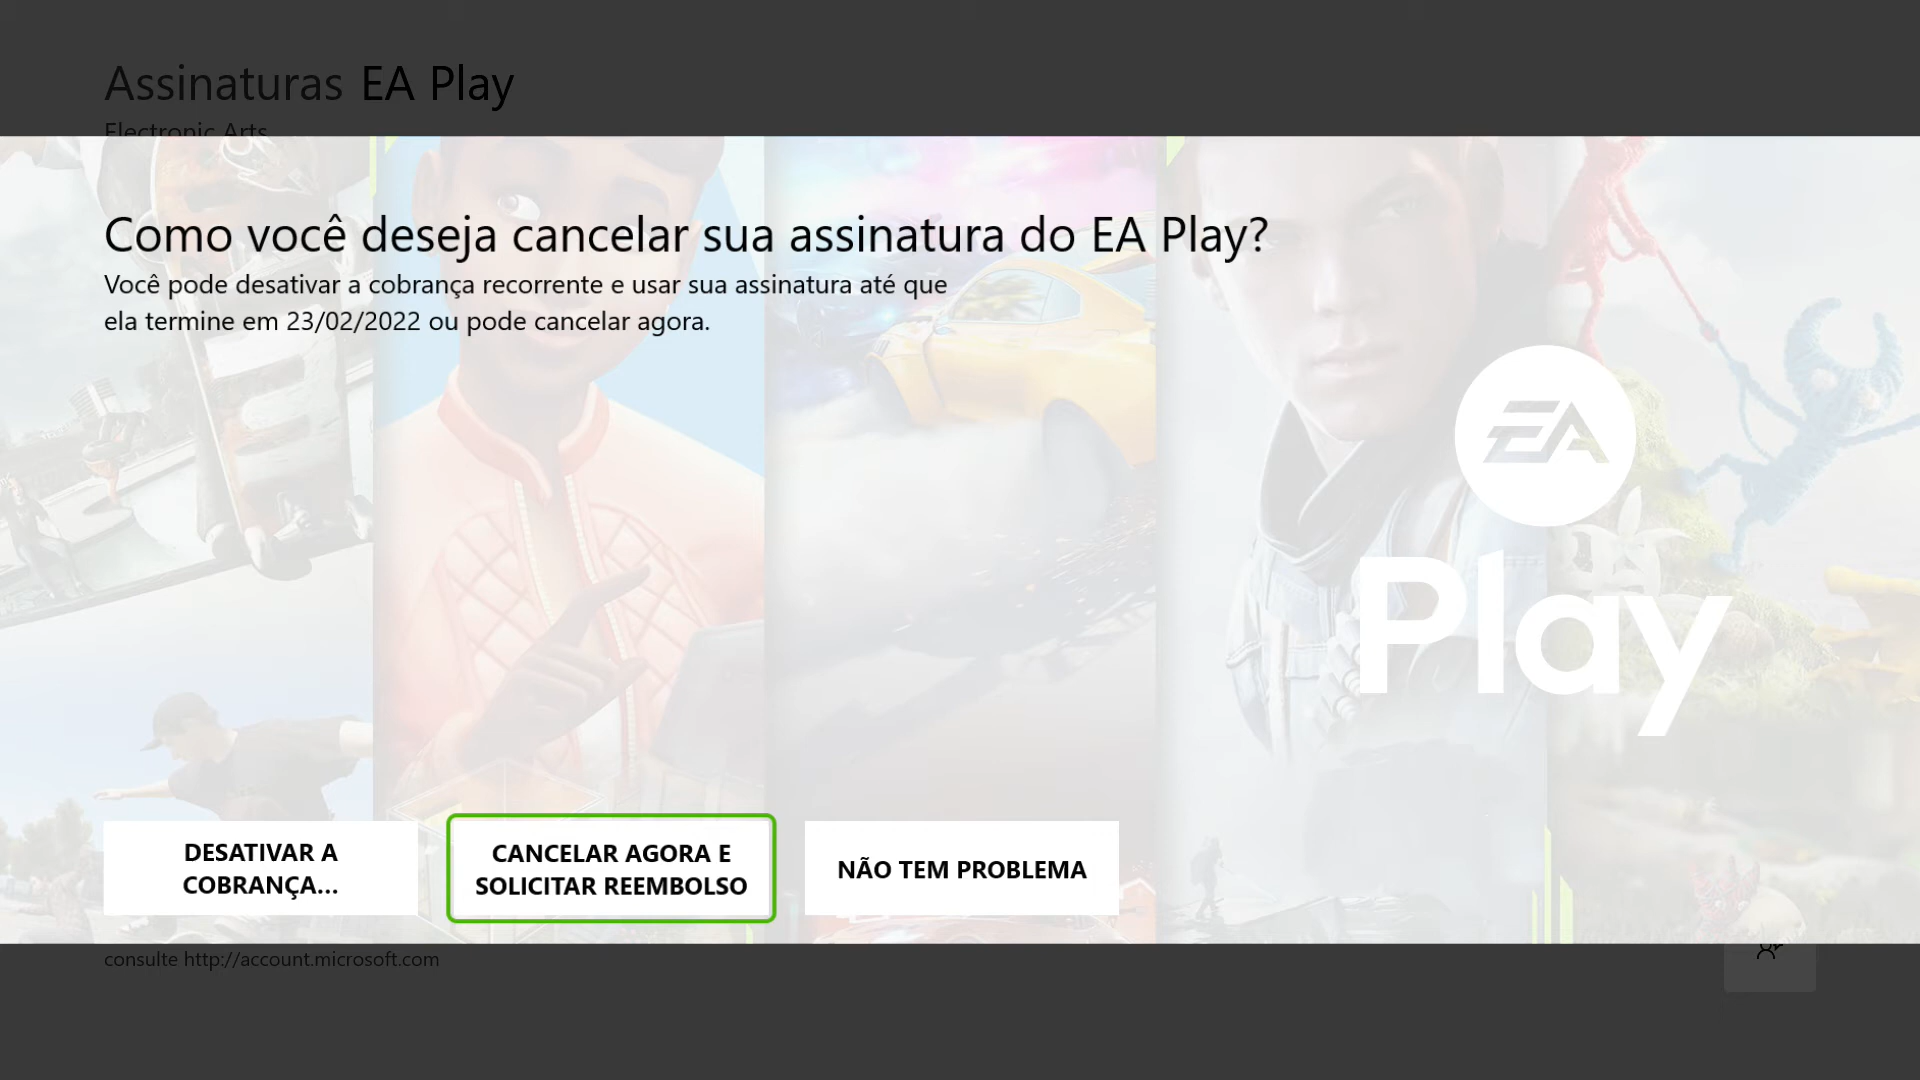 Assinaturas EA Play
Electronic Arts
Como você deseja cancelar sua assinatura do EA Play?
Você pode desativar a cobrança recorrente e usar sua assinatura até que
ela termine em 23/02/2022 ou pode cancelar agora.
EA
Play
DESATIVAR A
COBRANÇA...
CANCELAR AGORA E
SOLICITAR REEMBOLSO
NÃO TEM PROBLEMA
consulte http://account.microsoft.com